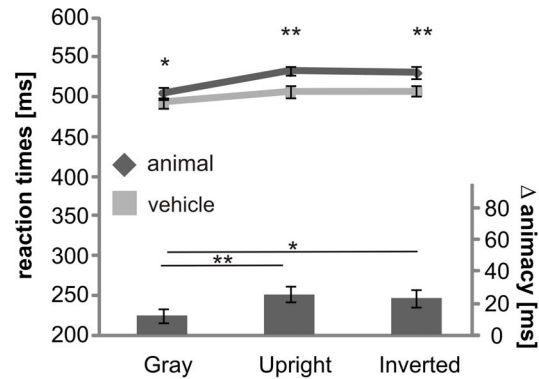 reaction times [ms]
600
550
500
450
400
350
300
250
200
*
**
**
animal
vehicle
**
*
Δ animacy [ms]
80
60
40
20
0
Gray
Upright
Inverted